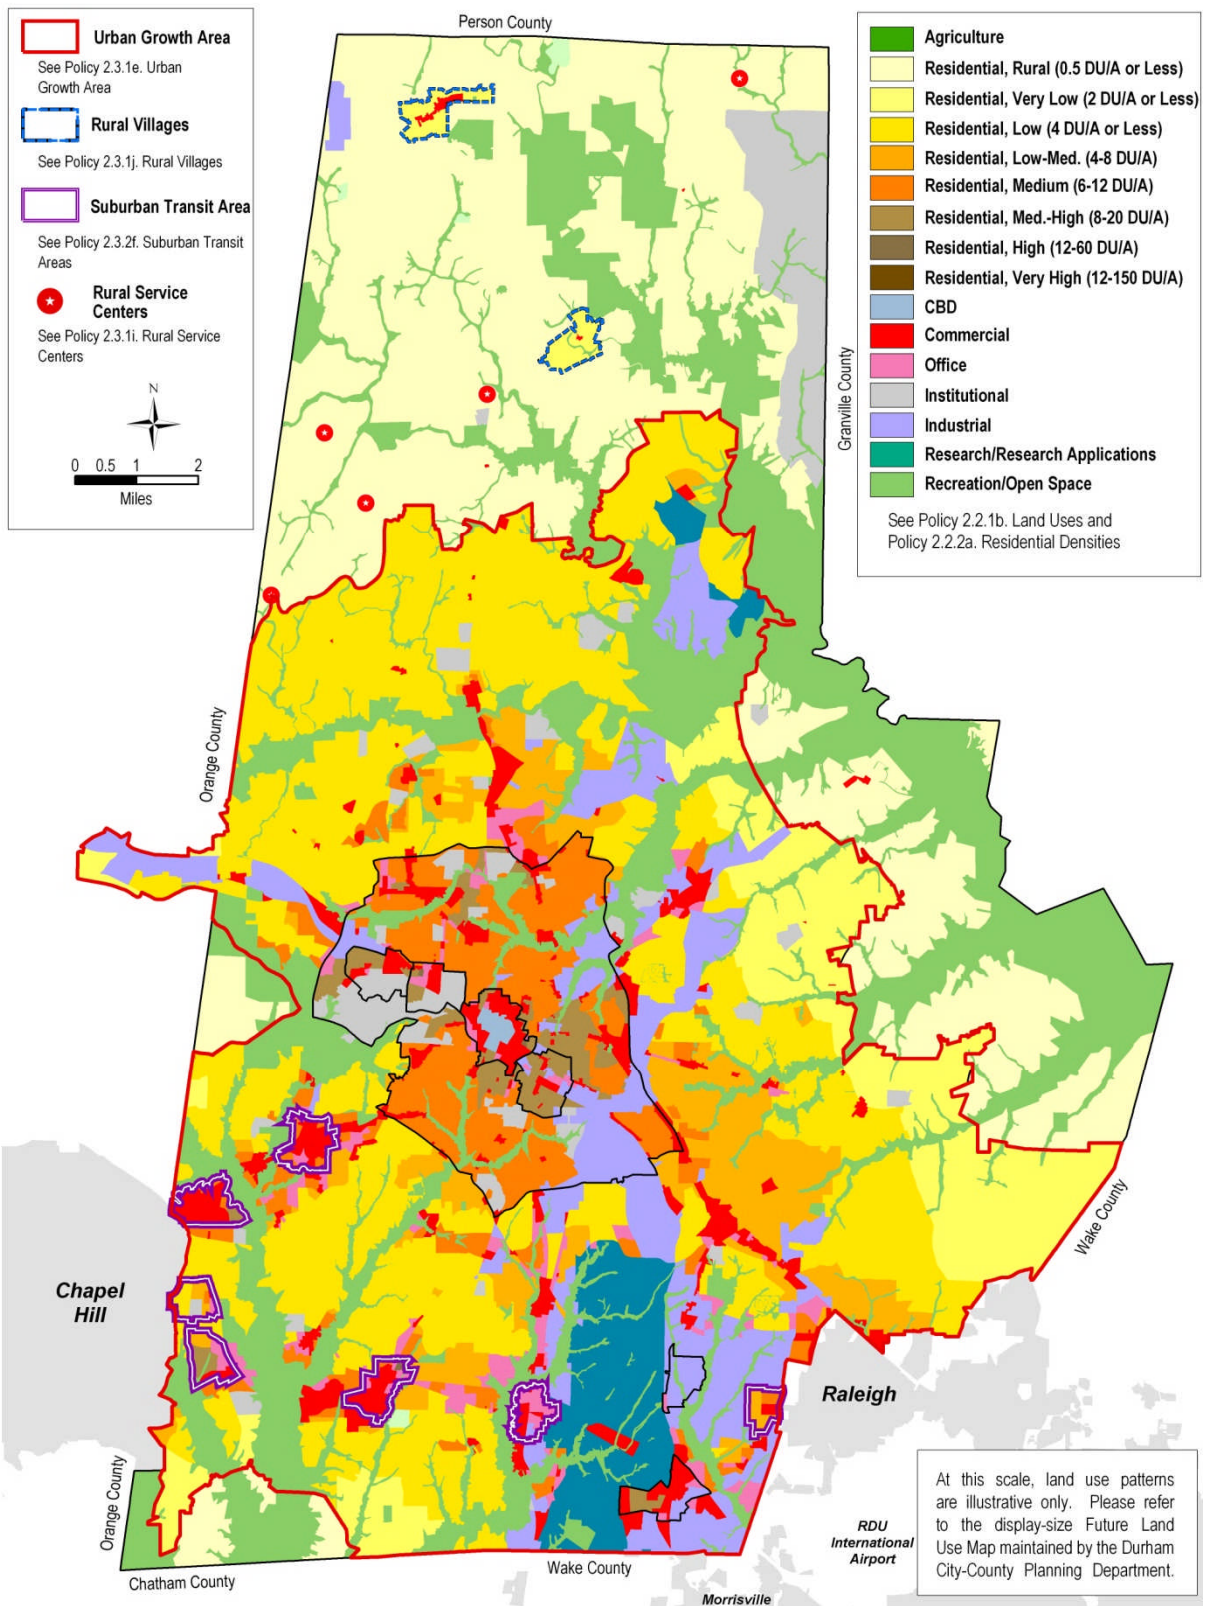 Person County
Urban Growth Area
See Policy 2.3.1e. Urban
Growth Area
Rural Villages
See Policy 2.3.1j. Rural Villages
Suburban Transit Area
See Policy 2.3.2f. Suburban Transit
Areas
Rural Service
Centers
See Policy 2.3.1i. Rural Service
Centers
N
0 0.5 1 2
Miles
Agriculture
Residential, Rural (0.5 DU/A or Less)
Residential, Very Low (2 DU/A or Less)
Residential, Low (4 DU/A or Less)
Residential, Low-Med. (4-8 DU/A)
Residential, Medium (6-12 DU/A)
Residential, Med.-High (8-20 DU/A)
Residential, High (12-60 DU/A)
Residential, Very High (12-150 DU/A)
CBD
Commercial
Office
Institutional
Industrial
Research/Research Applications
Recreation/Open Space
See Policy 2.2.1b. Land Uses and
Policy 2.2.2a. Residential Densities
Granville County
Orange County
Wake County
Chapel
Hill
Raleigh
Orange County
Chatham County
Wake County
RDU
International
Airport
Morrisville
At this scale, land use patterns
are illustrative only. Please refer
to the display-size Future Land
Use Map maintained by the Durham
City-County Planning Department.